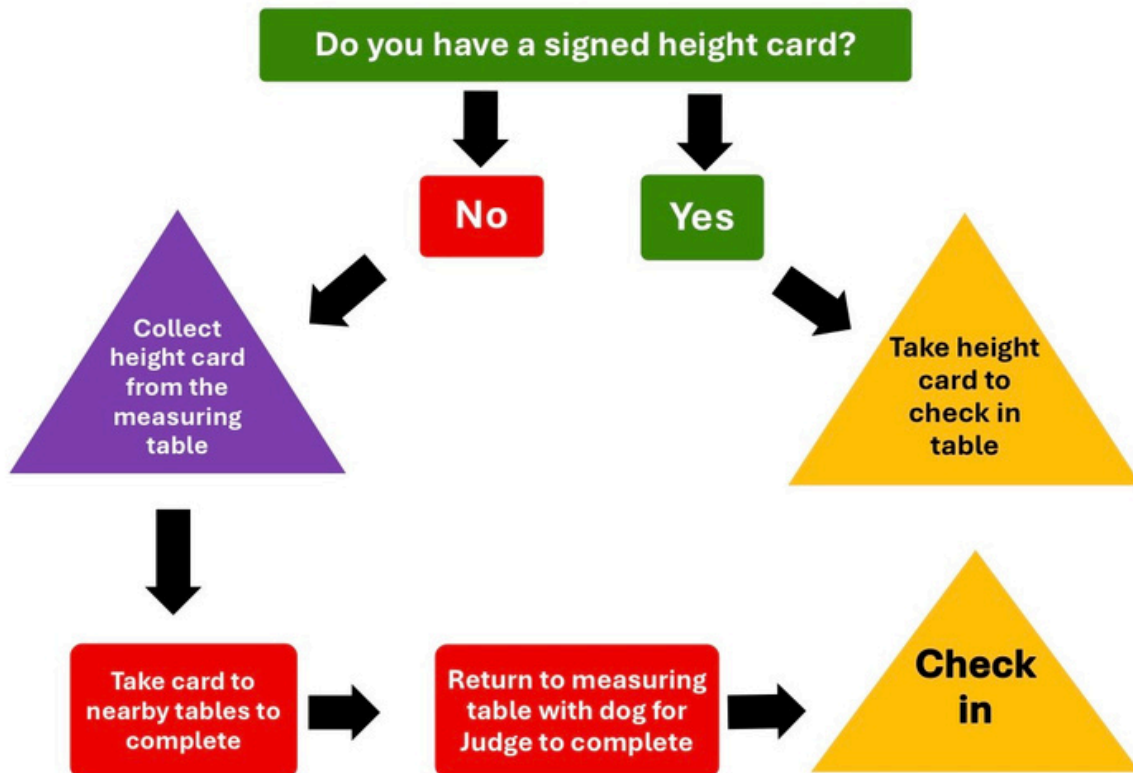 Do you have a signed height card?
No
Yes
Collect
height card
from the
measuring
table
Take height
card to
check in
table
Take card to
nearby tables to
complete
Return to measuring
table with dog for
Judge to complete
Check
in